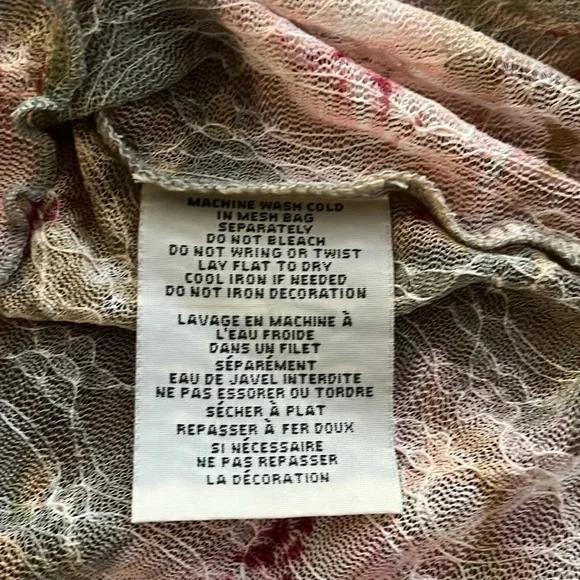 MACHINE WASH COLD
IN MESH BAG
SEPARATELY
DO NOT BLEACH
DO NOT WRING OR TWIST
LAY FLAT TO DRY
COOL IRON IF NEEDED
DO NOT IRON DECORATION
LAVAGE EN MACHINE À
L'EAU FROIDE
DANS UN FILET
SÉPARÉMENT
EAU DE JAVEL INTERDITE
NE PAS ESSORER OU TORDRE
SÉCHER À PLAT
REPASSER À FER DOUX
SI NÉCESSAIRE
NE PAS REPASSER
LA DÉCORATION